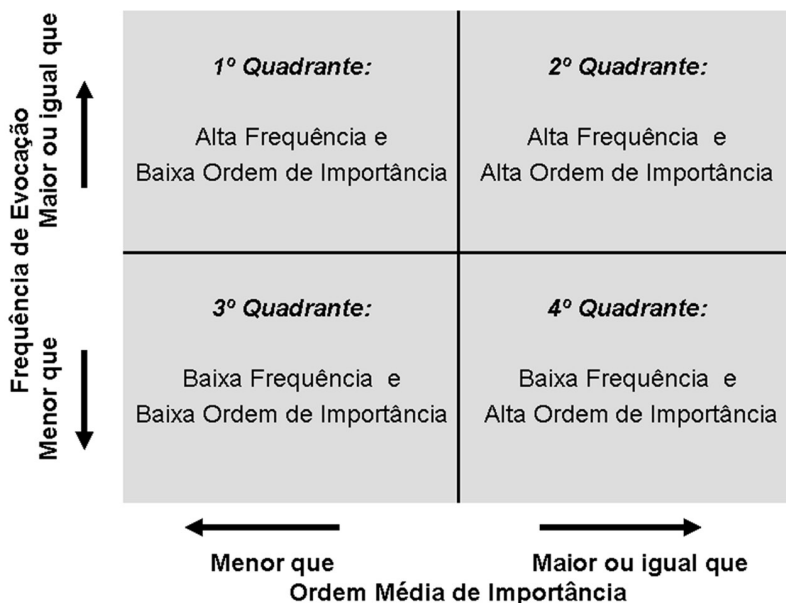 Frequência de Evocação
Maior ou igual que
Menor que
1º Quadrante:
Alta Frequência e
Baixa Ordem de Importância
2º Quadrante:
Alta Frequência e
Alta Ordem de Importância
3º Quadrante:
Baixa Frequência e
Baixa Ordem de Importância
4º Quadrante:
Baixa Frequência e
Alta Ordem de Importância
Menor que
Maior ou igual que
Ordem Média de Importância